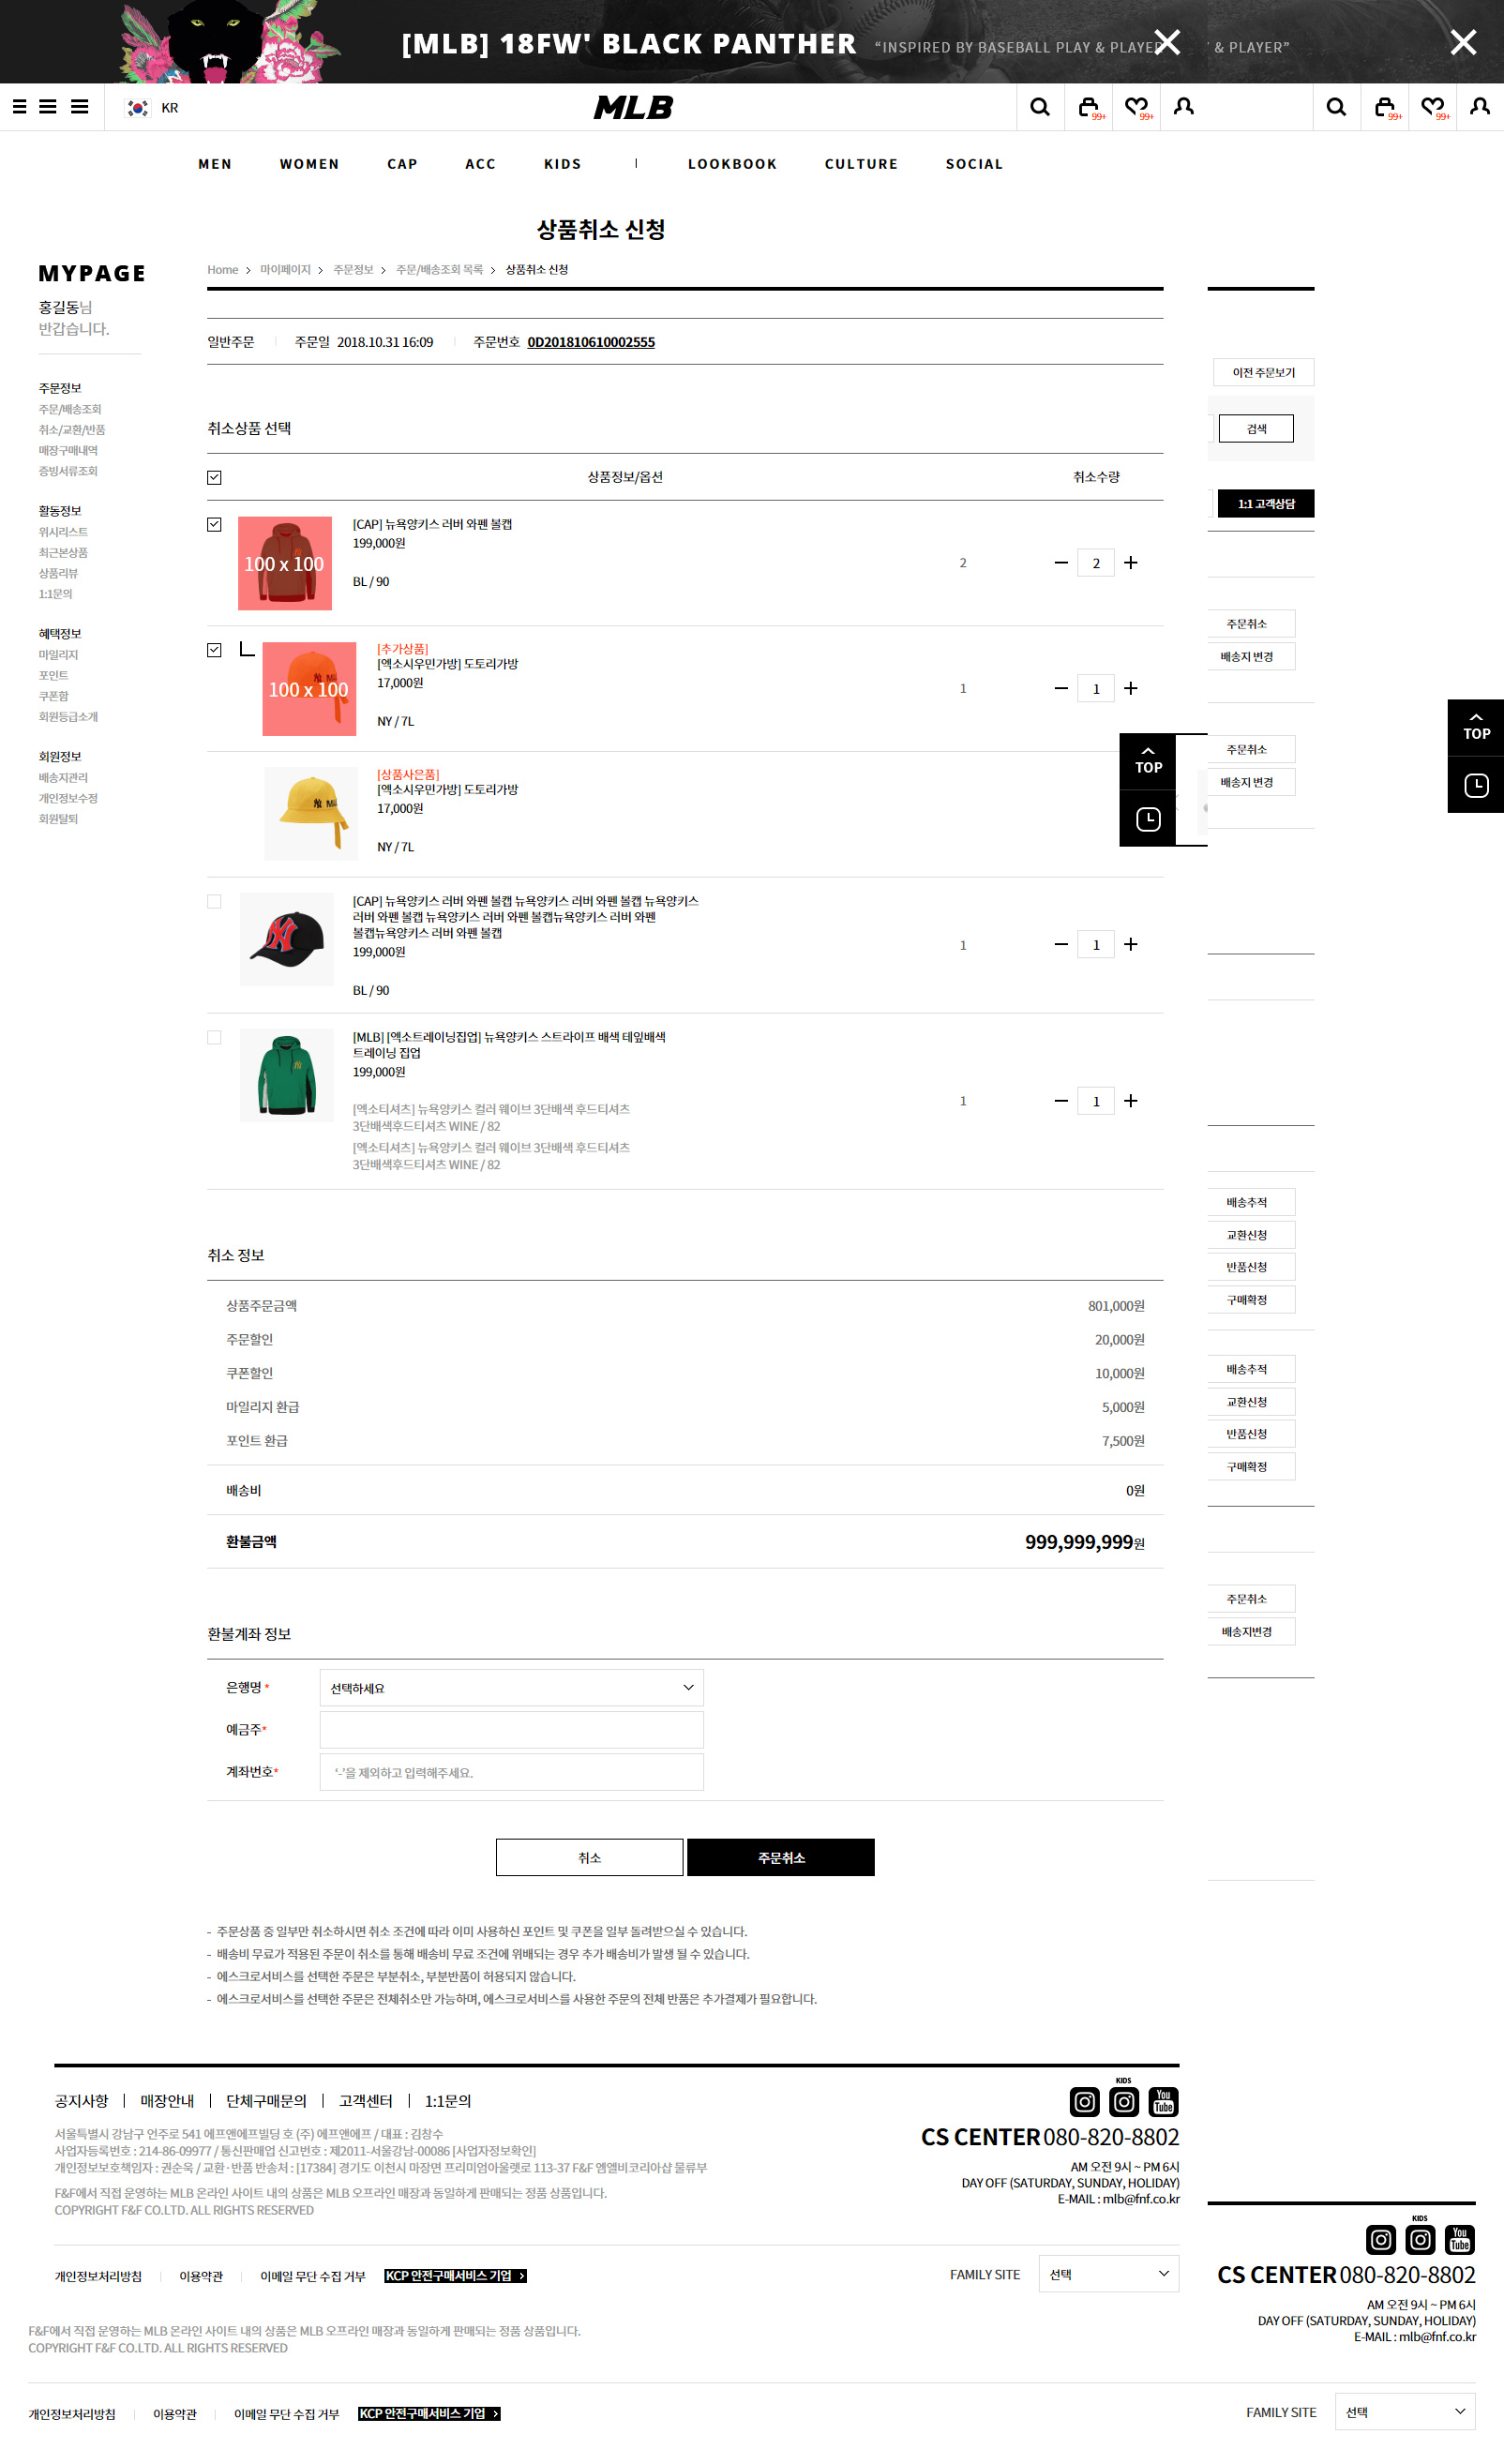 [MLB] 18FW' BLACK PANTHER “INSPIRED BY BASEBALL PLAY & PLAYER ' & PLAYER”
KR MLB 99+ 99+ 99+ 99+
MEN WOMEN CAP ACC KIDS LOOKBOOK CULTURE SOCIAL
상품취소 신청
MYPAGE
홍길동님
반갑습니다.
주문정보
주문/배송조회
취소/교환/반품
매장구매내역
증빙서류조회
활동정보
위시리스트
최근본상품
상품리뷰
1:1문의
혜택정보
마일리지
포인트
쿠폰함
회원등급소개
회원정보
배송지관리
개인정보수정
회원탈퇴
Home > 마이페이지 > 주문정보 > 주문/배송조회 목록 > 상품취소 신청
일반주문 주문일 2018.10.31 16:09 주문번호 0D201810610002555
이전 주문보기
검색
1:1 고객상담
취소상품 선택
상품정보/옵션 취소수량
100 x 100
[CAP] 뉴욕양키스 러버 와펜 볼캡
199,000원
BL / 90
2 2
주문취소
배송지 변경
100 x 100
[추가상품]
[엑소시우민가방] 도토리가방
17,000원
NY / 7L
1 1
TOP
TOP
주문취소
배송지 변경
[상품사은품]
[엑소시우민가방] 도토리가방
17,000원
NY / 7L
[CAP] 뉴욕양키스 러버 와펜 볼캡 뉴욕양키스 러버 와펜 볼캡 뉴욕양키스
러버 와펜 볼캡 뉴욕양키스 러버 와펜 볼캡뉴욕양키스 러버 와펜
볼캡뉴욕양키스 러버 와펜 볼캡
199,000원
BL / 90
1 1
[MLB] [엑소트레이닝집업] 뉴욕양키스 스트라이프 배색 테잎배색
트레이닝 집업
199,000원
[엑소티셔츠] 뉴욕양키스 컬러 웨이브 3단배색 후드티셔츠
3단배색후드티셔츠 WINE / 82
[엑소티셔츠] 뉴욕양키스 컬러 웨이브 3단배색 후드티셔츠
3단배색후드티셔츠 WINE / 82
1 1
배송추적
교환신청
반품신청
구매확정
배송추적
교환신청
반품신청
구매확정
주문취소
배송지변경
취소 정보
상품주문금액 801,000원
주문할인 20,000원
쿠폰할인 10,000원
마일리지 환급 5,000원
포인트 환급 7,500원
배송비 0원
환불금액 999,999,999원
환불계좌 정보
은행명 * 선택하세요
예금주*
계좌번호* ‘-’을 제외하고 입력해주세요.
취소 주문취소
- 주문상품 중 일부만 취소하시면 취소 조건에 따라 이미 사용하신 포인트 및 쿠폰을 일부 돌려받으실 수 있습니다.
- 배송비 무료가 적용된 주문이 취소를 통해 배송비 무료 조건에 위배되는 경우 추가 배송비가 발생 될 수 있습니다.
- 에스크로서비스를 선택한 주문은 부분취소, 부분반품이 허용되지 않습니다.
- 에스크로서비스를 선택한 주문은 전체취소만 가능하며, 에스크로서비스를 사용한 주문의 전체 반품은 추가결제가 필요합니다.
공지사항 매장안내 단체구매문의 고객센터 1:1문의
서울특별시 강남구 언주로 541 에프앤에프빌딩 호 (주) 에프앤에프 / 대표 : 김창수
사업자등록번호 : 214-86-09977 / 통신판매업 신고번호 : 제2011-서울강남-00086 [사업자정보확인]
개인정보보호책임자 : 권순욱 / 교환·반품 반송처 : [17384] 경기도 이천시 마장면 프리미엄아울렛로 113-37 F&F 엠엘비코리아샵 물류부
F&F에서 직접 운영하는 MLB 온라인 사이트 내의 상품은 MLB 오프라인 매장과 동일하게 판매되는 정품 상품입니다.
COPYRIGHT F&F CO.LTD. ALL RIGHTS RESERVED
KIDS
You Tube
CS CENTER 080-820-8802
AM 오전 9시 ~ PM 6시
DAY OFF (SATURDAY, SUNDAY, HOLIDAY)
E-MAIL : mlb@fnf.co.kr
개인정보처리방침 이용약관 이메일 무단 수집 거부 KCP 안전구매서비스 기업 > FAMILY SITE 선택
KIDS
You Tube
CS CENTER 080-820-8802
AM 오전 9시 ~ PM 6시
DAY OFF (SATURDAY, SUNDAY, HOLIDAY)
E-MAIL : mlb@fnf.co.kr
F&F에서 직접 운영하는 MLB 온라인 사이트 내의 상품은 MLB 오프라인 매장과 동일하게 판매되는 정품 상품입니다.
COPYRIGHT F&F CO.LTD. ALL RIGHTS RESERVED
개인정보처리방침 이용약관 이메일 무단 수집 거부 KCP 안전구매서비스 기업 > FAMILY SITE 선택